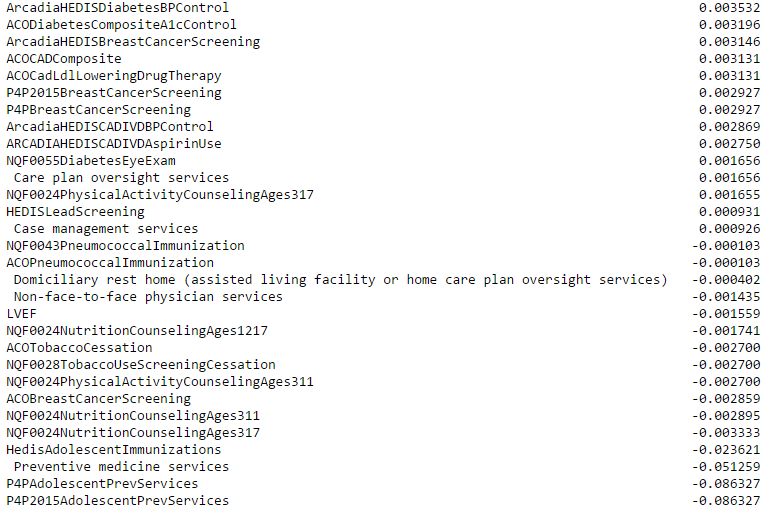 ArcadiaHEDISDiabetesBPControl 0.003532
ACODiabetesCompositeA1cControl 0.003196
ArcadiaHEDISBreastCancerScreening 0.003146
ACOCADComposite 0.003131
ACOCadLdlLoweringDrugTherapy 0.003131
P4P2015BreastCancerScreening 0.002927
P4PBreastCancerScreening 0.002927
ArcadiaHEDISCADIVDBPControl 0.002869
ARCADIAHEDISCADIVDAspirinUse 0.002750
NQF0055DiabetesEyeExam 0.001656
Care plan oversight services 0.001656
NQF0024PhysicalActivityCounselingAges317 0.001655
HEDISLeadScreening 0.000931
Case management services 0.000926
NQF0043PneumococcalImmunization -0.000103
ACOPneumococcalImmunization -0.000103
Domiciliary rest home (assisted living facility or home care plan oversight services) -0.000402
Non-face-to-face physician services -0.001435
LVEF -0.001559
NQF0024NutritionCounselingAges1217 -0.001741
ACOTobaccoCessation -0.002700
NQF0028TobaccoUseScreeningCessation -0.002700
NQF0024PhysicalActivityCounselingAges311 -0.002700
ACOBreastCancerScreening -0.002859
NQF0024NutritionCounselingAges311 -0.002895
NQF0024NutritionCounselingAges317 -0.003333
HedisAdolescentImmunizations -0.023621
Preventive medicine services -0.051259
P4PAdolescentPrevServices -0.086327
P4P2015AdolescentPrevServices -0.086327